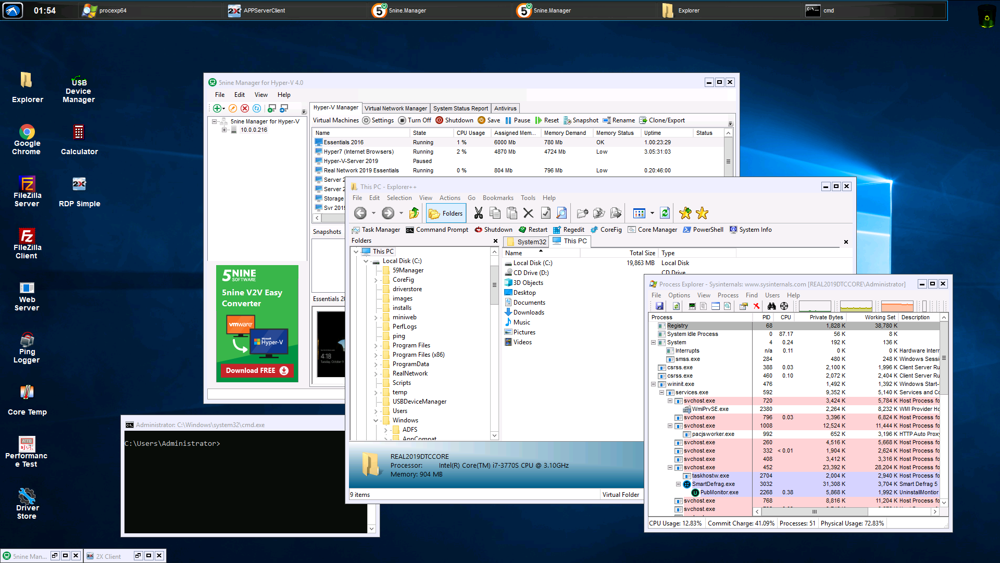 01:54
procexp64
APPServerClient
5nine.Manager
5nine.Manager
Explorer
cmd
Explorer
USB Device Manager
Google Chrome
Calculator
FileZilla Server
RDP Simple
FileZilla Client
Web Server
Ping Logger
Core Temp
Performanc
e Test
Driver Store
5nine Manager for Hyper-V 4.0
File Edit View Help
5nine Manager for Hyper-V
10.0.0.216
Hyper-V Manager Virtual Network Manager System Status Report Antivirus
Virtual Machines Settings Turn Off Shutdown Save Pause Reset Snapshot Rename Clone/Export
Name State CPU Usage Assigned Mem... Memory Demand Memory Status Uptime Status
Essentials 2016 Running 1 % 6000 Mb 780 Mb OK 1.00:23:29
Hyper7 (Internet Browsers) Running 2 % 4870 Mb 4724 Mb Low 3.05:31:03
Hyper-V-Server 2019 Paused
Real Network 2019 Essentials Running 0 % 804 Mb 796 Mb Low 0.20:46:00
Server 2
Server 2
Storage
Svr 2019
Snapshots
Essentials 20
4:18
Tuesday, October 9
5NINE
SOFTWARE
5nine V2V Easy
Converter
vmware
Microsoft
Hyper-V
Download FREE
This PC - Explorer++
File Edit Selection View Actions Go Bookmarks Tools Help
Folders
Task Manager Command Prompt Shutdown Restart Regedit CoreFig Core Manager PowerShell System Info
Folders
System32 This PC
This PC
Local Disk (C:)
59Manager
CoreFig
driverstore
images
installs
miniweb
PerfLogs
ping
Program Files
Program Files (x86)
ProgramData
RealNetwork
Scripts
temp
USBDeviceManager
Users
Windows
ADFS
AppCompat
Name Total Size Type
Local Disk (C:) 19,863 MB Local Disk
CD Drive (D:) CD Drive
3D Objects
Desktop
Documents
Downloads
Music
Pictures
Videos
REAL2019DTCCORE
Processor: Intel(R) Core(TM) i7-3770S CPU @ 3.10GHz
Memory: 904 MB
9 items Virtual Folder
Administrator: C:\Windows\system32\cmd.exe
C:\Users\Administrator>
Process Explorer - Sysinternals: www.sysinternals.com [REAL2019DTCCORE\Administrator]
File Options View Process Find Users Help
Process PID CPU Private Bytes Working Set Description
Registry 68 1,828 K 38,780 K
System Idle Process 0 87.17 56 K 8 K
System 4 0.24 192 K 136 K
Interrupts n/a 0.11 0 K 0 K Hardware Interr
smss.exe 284 480 K 248 K Windows Sessi
csrss.exe 388 0.03 2,100 K 1,996 K Client Server Ru
csrss.exe 460 0.10 2,072 K 2,404 K Client Server Ru
wininit.exe 476 1,492 K 1,392 K Windows Start-
services.exe 592 9,352 K 5,140 K Services and Co
svchost.exe 720 3,424 K 5,784 K Host Process fo
WmiPrvSE.exe 2380 2,264 K 8,232 K WMI Provider Ho
svchost.exe 796 0.03 3,396 K 6,824 K Host Process fo
svchost.exe 1008 12,524 K 11,444 K Host Process fo
pacjsworker.exe 992 652 K 3,196 K HTTP Auto Proxy
svchost.exe 260 4,516 K 5,668 K Host Process fo
svchost.exe 332 < 0.01 1,904 K 2,624 K Host Process fo
svchost.exe 408 3,412 K 3,316 K Host Process fo
svchost.exe 452 23,392 K 28,204 K Host Process fo
taskhostw.exe 2704 2,004 K 2,940 K Host Process fo
SmartDefrag.exe 3032 31,308 K 3,704 K Smart Defrag 5
PubMonitor.exe 2268 0.38 5,868 K 1,992 K UninstallMontior
svchost.exe 768 8,816 K 11,204 K Host Process fo
svchost.exe
CPU Usage: 12.83% Commit Charge: 41.09% Processes: 51 Physical Usage: 72.83%
5nine Man...
2X Client